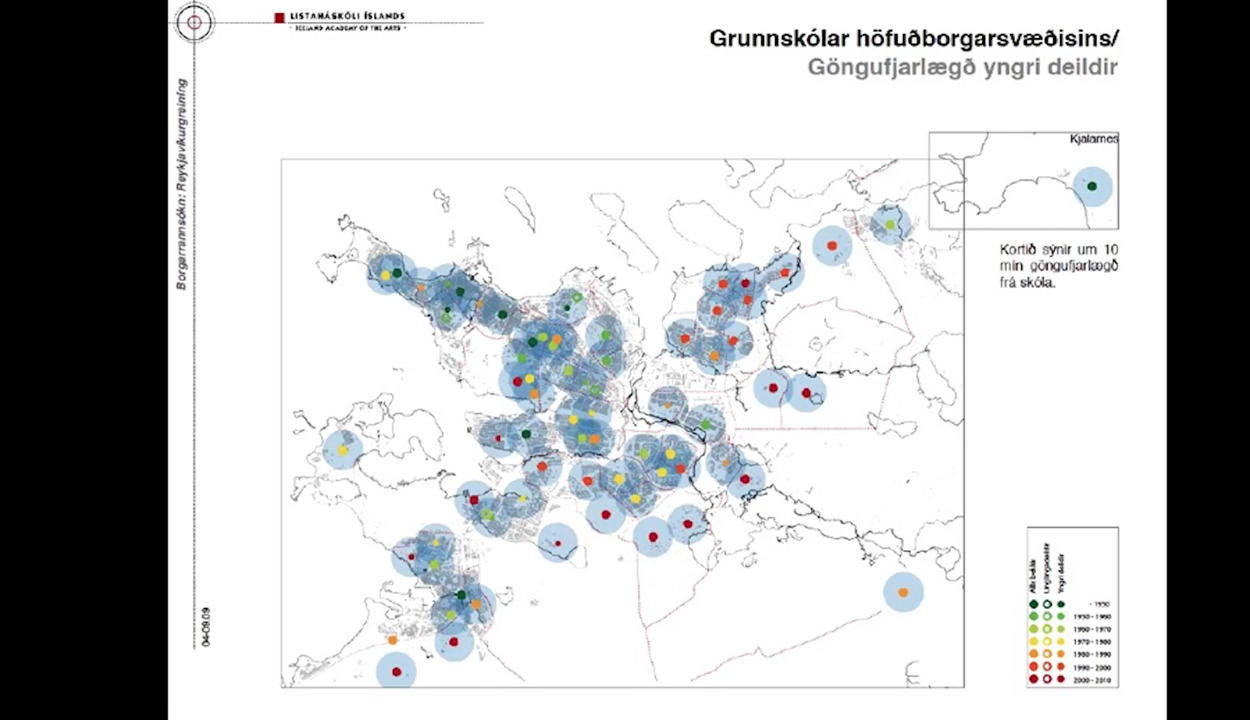 LISTAHÁSKÓLI ÍSLANDS
· ICELAND ACADEMY OF THE ARTS ·
Grunnskólar höfuðborgarsvæðisins/
Göngufjarlægð yngri deildir
Borgarrannsókn: Reykjavíkurgreining
Kjalarnes
Kortið sýnir um 10
mín göngufjarlægð
frá skóla.
Allir bekkir
Unglingadeildir
Yngri deildir
- 1950
1950 - 1960
1960 - 1970
1970 - 1980
1980 - 1990
1990 - 2000
2000 - 2010
04-09.09